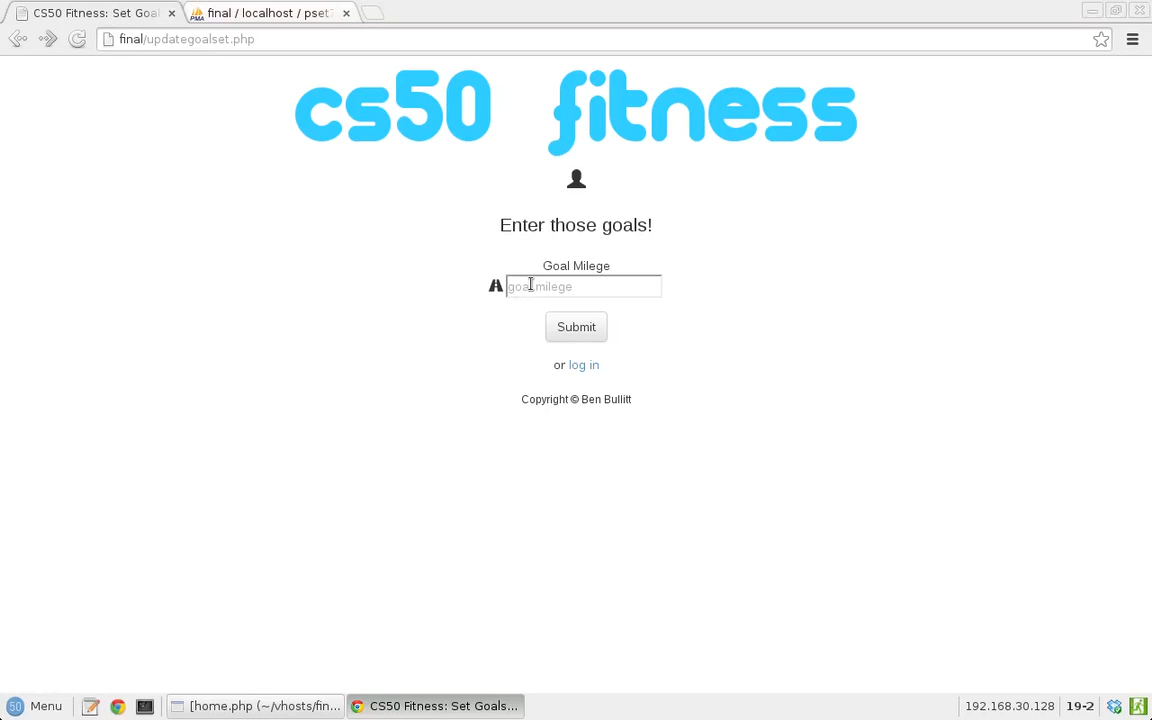 CS50 Fitness: Set Goa
final / localhost / pset7
final/updategoalset.php
cs50 fitness
Enter those goals!
Goal Milege
goal milege
Submit
or log in
Copyright © Ben Bullitt
50 Menu
[home.php (~/vhosts/fin...
CS50 Fitness: Set Goals...
192.168.30.128
19-2